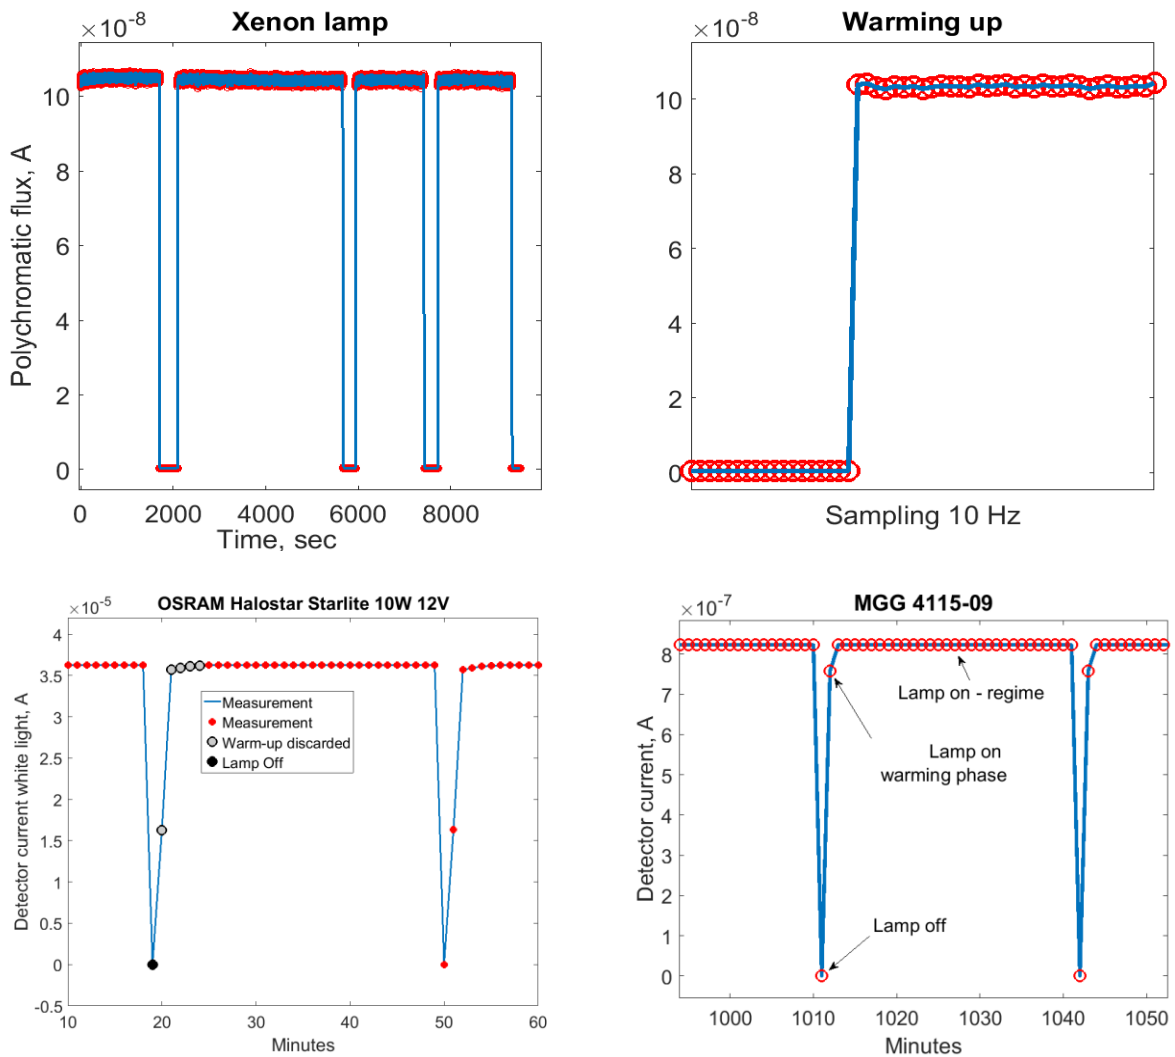 Xenon lamp
×10-8
10
8
6
4
2
0
Polychromatic flux, A
0 2000 4000 6000 8000
Time, sec
Warming up
×10-8
10
8
6
4
2
0
Sampling 10 Hz
OSRAM Halostar Starlite 10W 12V
×10-5
4
3.5
3
2.5
2
1.5
1
0.5
0
-0.5
Detector current white light, A
Measurement
Measurement
Warm-up discarded
Lamp Off
10 20 30 40 50 60
Minutes
MGG 4115-09
×10-7
8
7
6
5
4
3
2
1
0
Detector current, A
Lamp on - regime
Lamp on
warming phase
Lamp off
1000 1010 1020 1030 1040 1050
Minutes